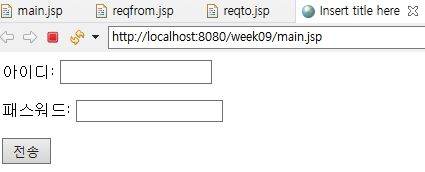 main.jsp reqfrom.jsp reqto.jsp Insert title here
http://localhost:8080/week09/main.jsp
아이디:
패스워드:
전송